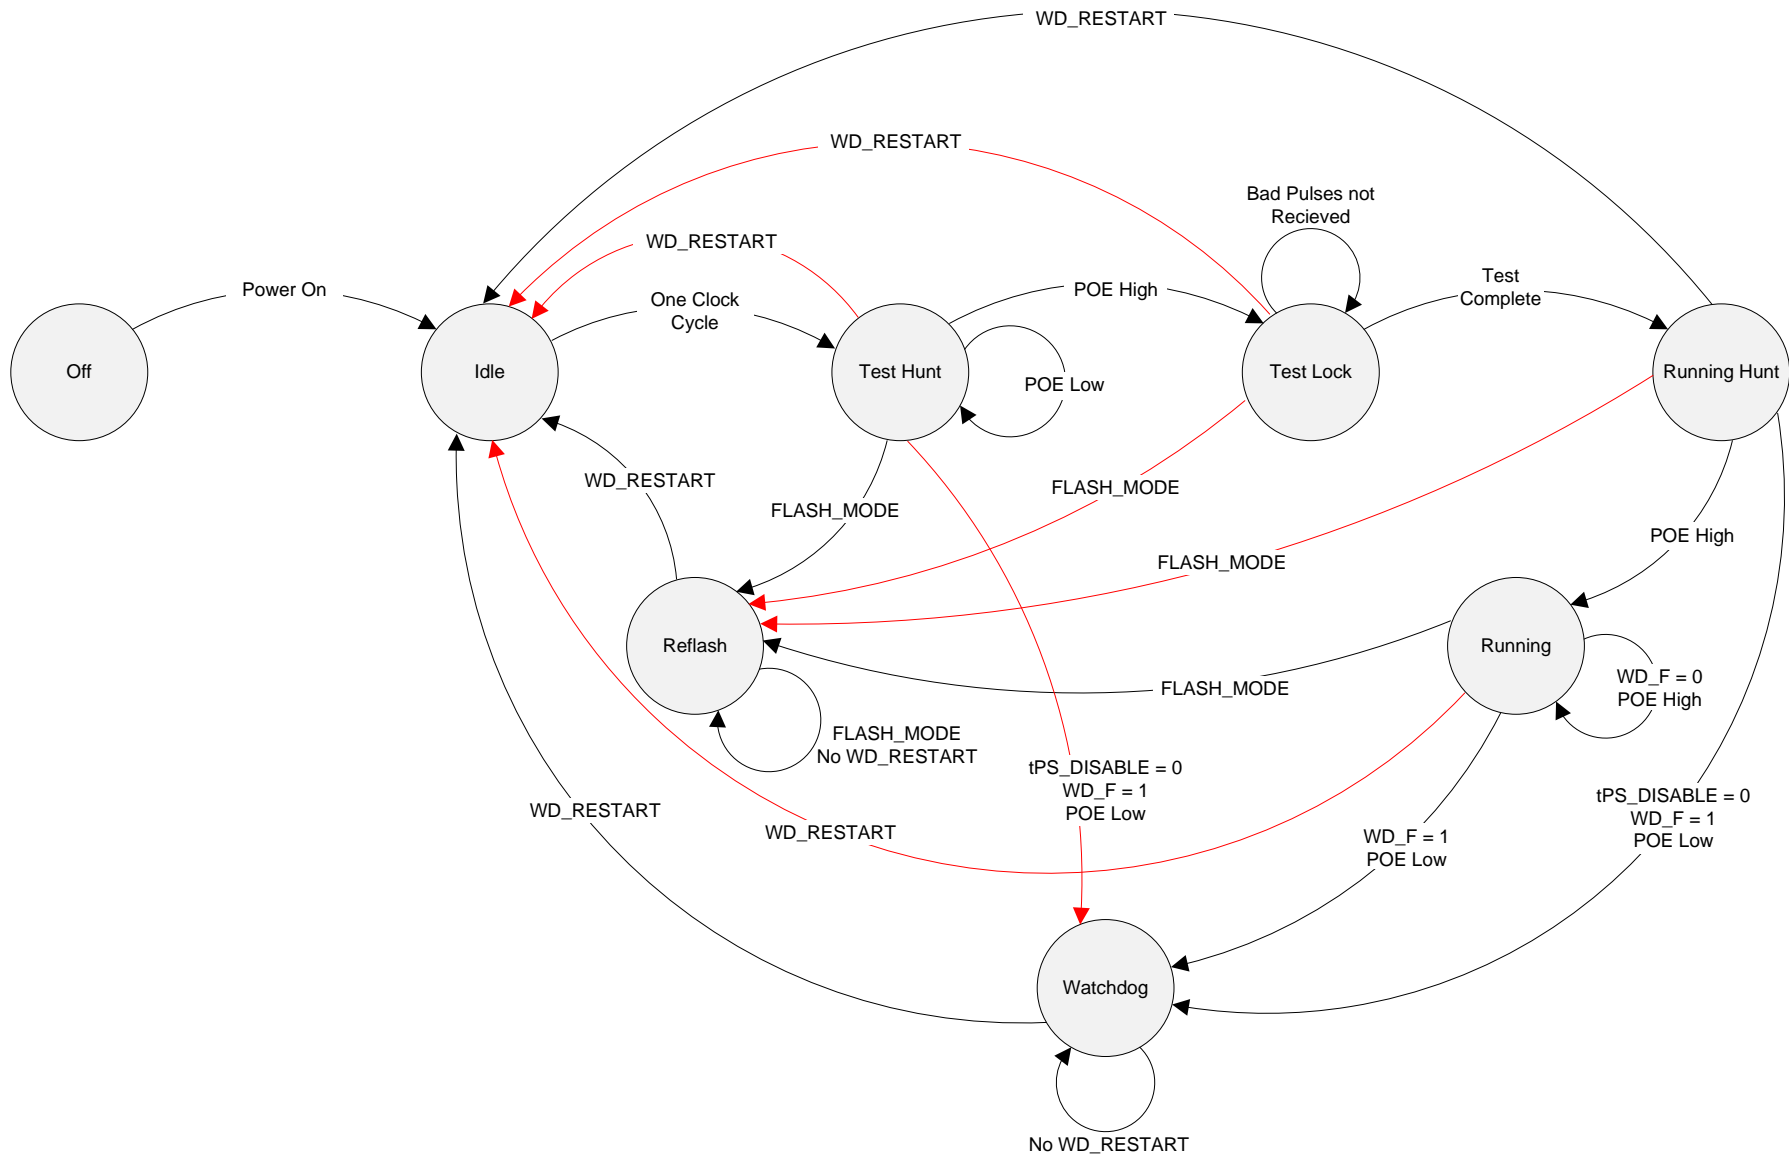 WD_RESTART
WD_RESTART
Bad Pulses not
Recieved
WD_RESTART
Power On
One Clock
Cycle
POE High
Test
Complete
Off
Idle
Test Hunt
POE Low
Test Lock
Running Hunt
WD_RESTART
FLASH_MODE
FLASH_MODE
POE High
FLASH_MODE
Reflash
Running
FLASH_MODE
WD_F = 0
POE High
FLASH_MODE
No WD_RESTART
tPS_DISABLE = 0
WD_F = 1
POE Low
WD_RESTART
WD_RESTART
WD_F = 1
POE Low
tPS_DISABLE = 0
WD_F = 1
POE Low
Watchdog
No WD_RESTART